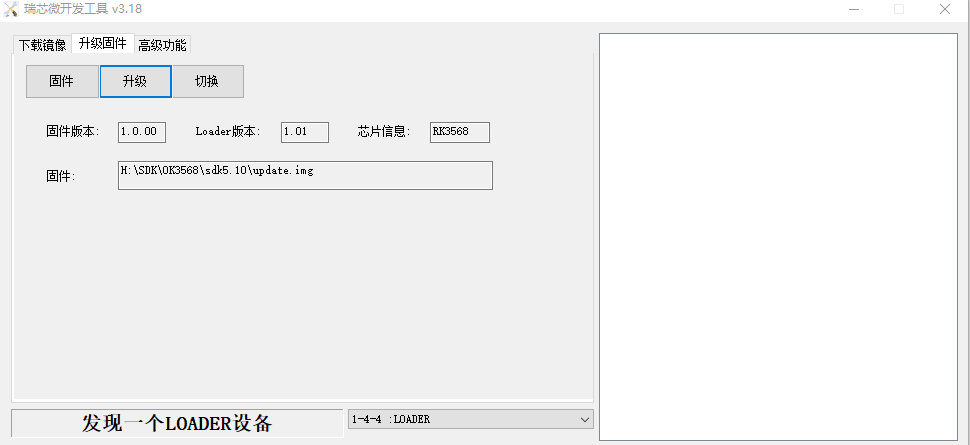 瑞芯微开发工具 v3.18
下载镜像 升级固件 高级功能
固件 升级 切换
固件版本: 1.0.00 Loader版本: 1.01 芯片信息: RK3568
固件: H:\SDK\OK3568\sdk5.10\update.img
发现一个LOADER设备 1-4-4 :LOADER